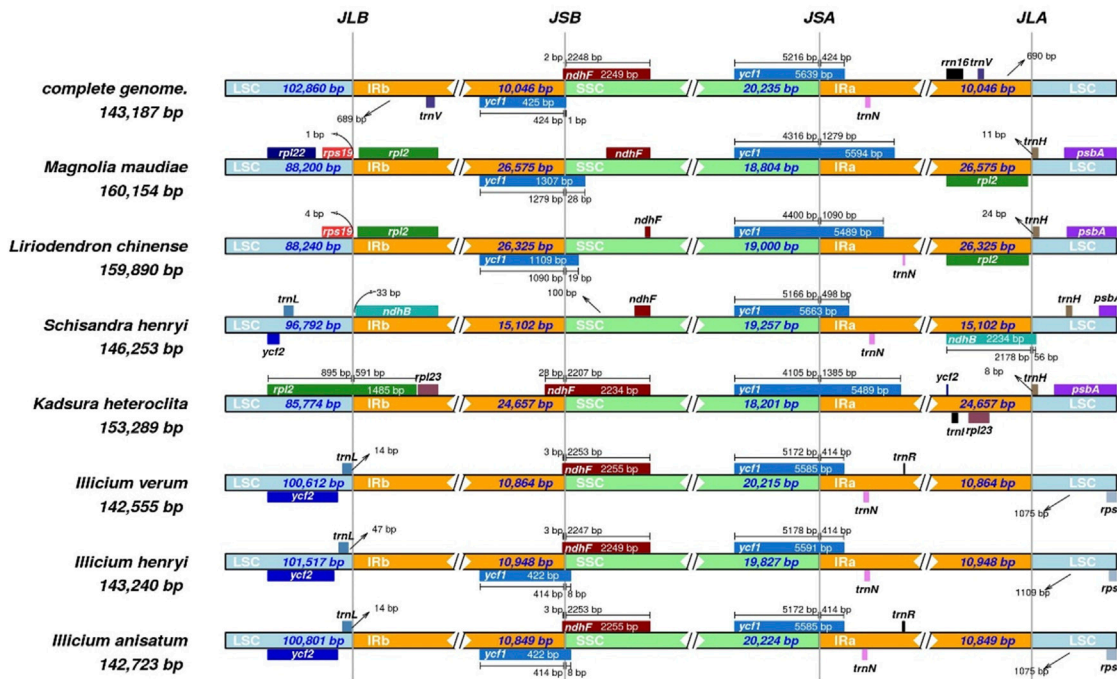 JLB JSB JSA JLA
2 bp 2248 bp 5216 bp 424 bp rrn16 trnV 690 bp
ndhF 2249 bp ycf1 5639 bp
complete genome. LSC 102,860 bp IRb 10,046 bp SSC 20,235 bp IRa 10,046 bp LSC
143,187 bp 689 bp trnV ycf1 425 bp trnN
424 bp 1 bp
1 bp 4316 bp 1279 bp 11 bp trnH
rpl22 rps19 rpl2 ndhF ycf1 5594 bp psbA
Magnolia maudiae LSC 88,200 bp IRb 26,575 bp SSC 18,804 bp IRa 26,575 bp LSC
160,154 bp ycf1 1307 bp rpl2
1279 bp 28 bp
4 bp ndhF 4400 bp 1090 bp 24 bp trnH
rps19 rpl2 ycf1 5489 bp psbA
Liriodendron chinense LSC 88,240 bp IRb 26,325 bp SSC 19,000 bp IRa 26,325 bp LSC
159,890 bp ycf1 1109 bp trnN rpl2
1090 bp 19 bp
trnL 33 bp 100 bp ndhF 5166 bp 498 bp trnH psbA
ndhB ycf1 5663 bp
Schisandra henryi LSC 96,792 bp IRb 15,102 bp SSC 19,257 bp IRa 15,102 bp LSC
146,253 bp ycf2 trnN ndhB 2234 bp
2178 bp 56 bp
895 bp 591 bp rpl23 28 bp 2207 bp 4105 bp 1385 bp ycf2 8 bp trnH
rpl2 1485 bp ndhF 2234 bp ycf1 5489 bp psbA
Kadsura heteroclita LSC 85,774 bp IRb 24,657 bp SSC 18,201 bp IRa 24,657 bp LSC
153,289 bp trnI rpl23
trnL 14 bp 3 bp 2253 bp 5172 bp 414 bp trnR
ndhF 2255 bp ycf1 5585 bp
Illicium verum LSC 100,612 bp IRb 10,864 bp SSC 20,215 bp IRa 10,864 bp LSC
142,555 bp ycf2 trnN 1075 bp rps
trnL 47 bp 3 bp 2247 bp 5178 bp 414 bp
ndhF 2249 bp ycf1 5591 bp
Illicium henryi LSC 101,517 bp IRb 10,948 bp SSC 19,827 bp IRa 10,948 bp LSC
143,240 bp ycf2 ycf1 422 bp trnN 1109 bp rps
414 bp 8 bp
trnL 14 bp 3 bp 2253 bp 5172 bp 414 bp trnR
ndhF 2255 bp ycf1 5585 bp
Illicium anisatum LSC 100,801 bp IRb 10,849 bp SSC 20,224 bp IRa 10,849 bp LSC
142,723 bp ycf2 ycf1 422 bp trnN 1075 bp rps
414 bp 8 bp